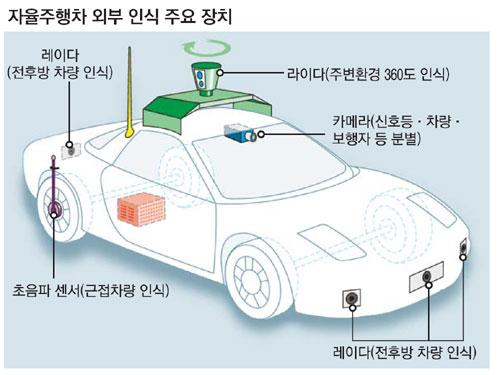 자율주행차 외부 인식 주요 장치
레이다
(전후방 차량 인식)
라이다(주변환경 360도 인식)
카메라(신호등·차량·
보행자 등 분별)
초음파 센서(근접차량 인식)
레이다(전후방 차량 인식)